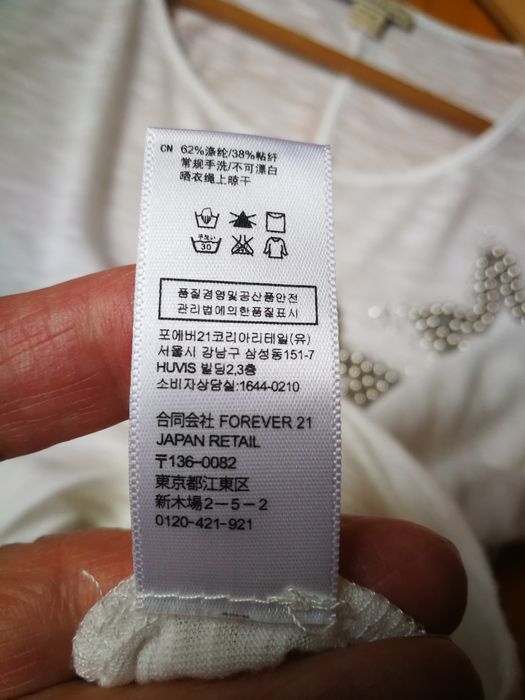 CN 62%涤纶/38%粘纤
常规手洗/不可漂白
晒衣绳上晾干
手洗イ
30
품질경영및공산품안전
관리법에의한품질표시
포에버21코리아리테일(유)
서울시 강남구 삼성동151-7
HUVIS 빌딩2,3층
소비자상담실:1644-0210
合同会社 FOREVER 21
JAPAN RETAIL
〒136-0082
東京都江東区
新木場2-5-2
0120-421-921